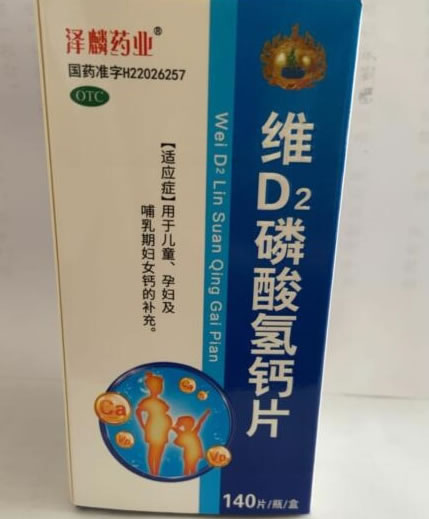 泽麟药业®
国药准字H22026257
OTC
【适应症】用于儿童、孕妇及
哺乳期妇女钙的补充。
Wei D2 Lin Suan Qing Gai Pian
维D2磷酸氢钙片
Ca
140片/瓶/盒